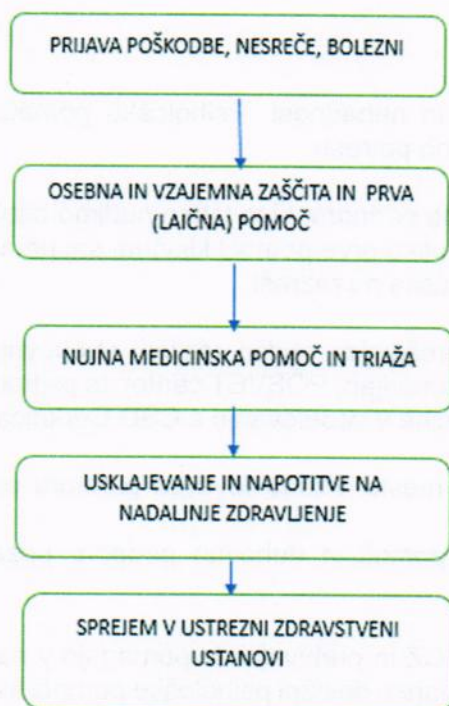 PRIJAVA POŠKODBE, NESREČE, BOLEZNI
OSEBNA IN VZAJEMNA ZAŠČITA IN PRVA
(LAIČNA) POMOČ
NUJNA MEDICINSKA POMOČ IN TRIAŽA
USKLAJEVANJE IN NAPOTITVE NA
NADALJNJE ZDRAVLJENJE
SPREJEM V USTREZNI ZDRAVSTVENI
USTANOVI